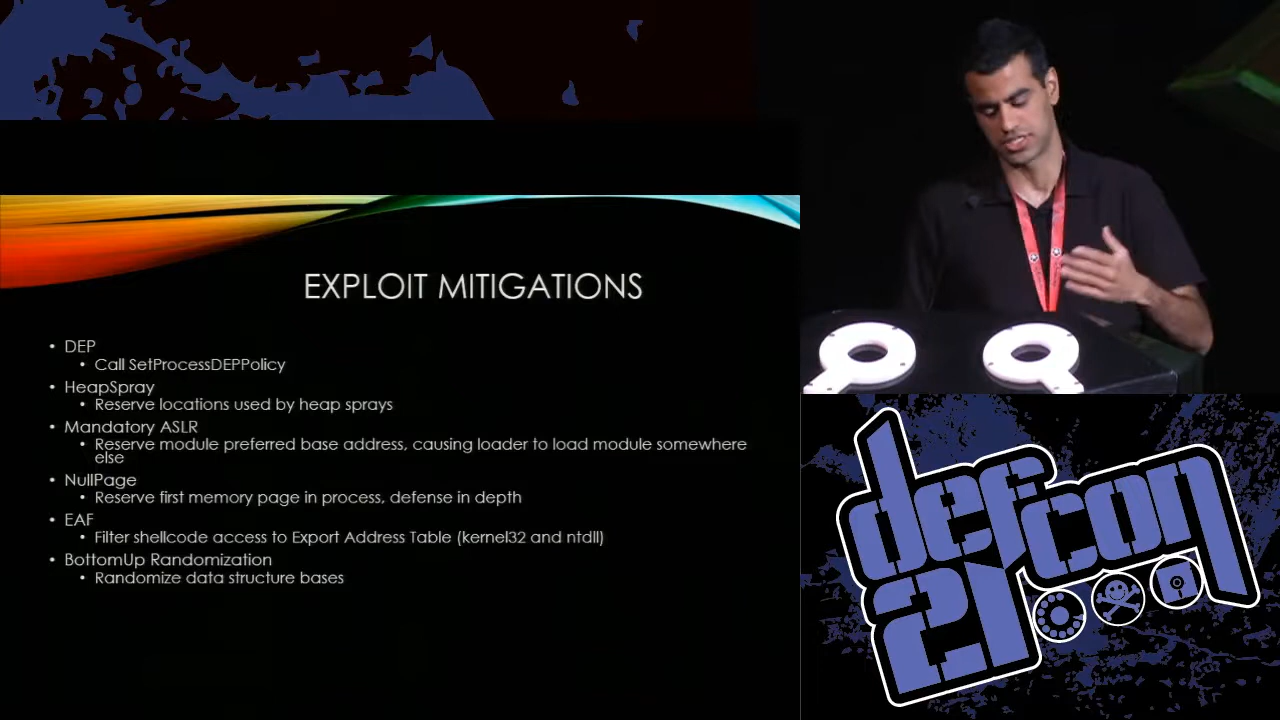 EXPLOIT MITIGATIONS
• DEP
• Call SetProcessDEPPolicy
• HeapSpray
• Reserve locations used by heap sprays
• Mandatory ASLR
• Reserve module preferred base address, causing loader to load module somewhere
else
• NullPage
• Reserve first memory page in process, defense in depth
• EAF
• Filter shellcode access to Export Address Table (kernel32 and ntdll)
• BottomUp Randomization
• Randomize data structure bases
defcon
21